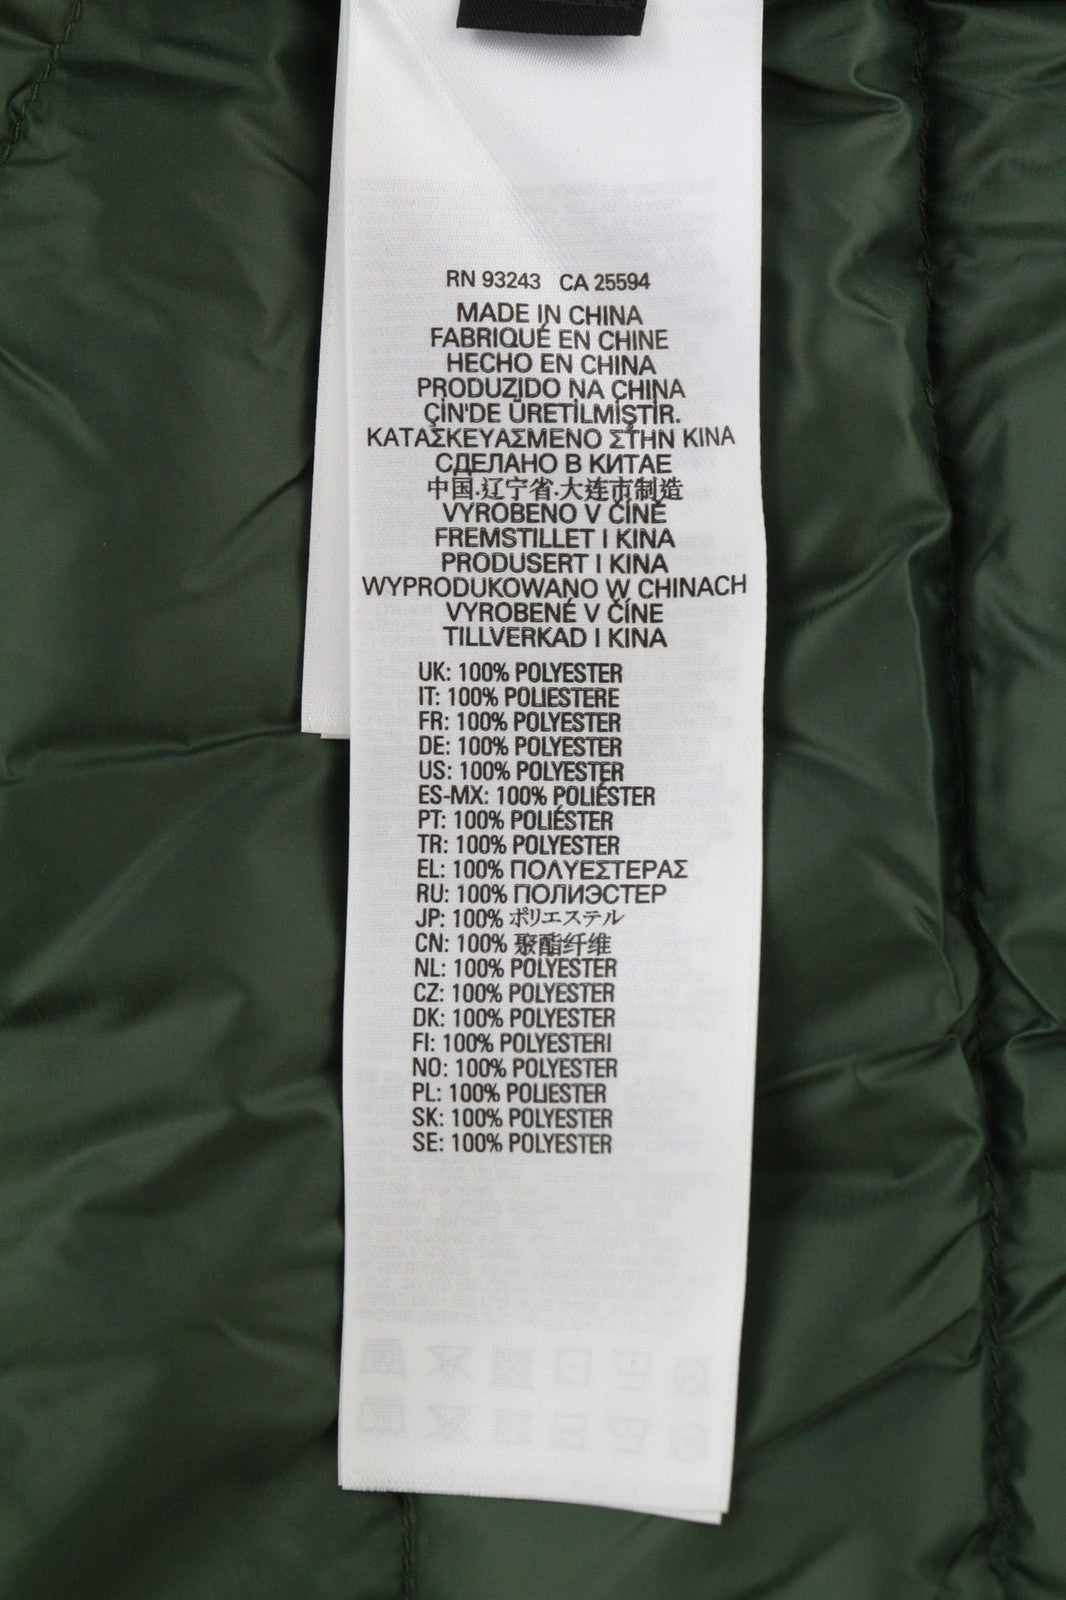 RN 93243 CA 25594
MADE IN CHINA
FABRIQUÉ EN CHINE
HECHO EN CHINA
PRODUZIDO NA CHINA
ÇİN'DE ÜRETİLMİŞTİR.
ΚΑΤΑΣΚΕΥΑΣΜΕΝΟ ΣΤΗΝ ΚΙΝΑ
СДЕЛАНО В КИТАЕ
中国.辽宁省.大连市制造
VYROBENO V ČÍNĚ
FREMSTILLET I KINA
PRODUSERT I KINA
WYPRODUKOWANO W CHINACH
VYROBENÉ V ČÍNE
TILLVERKAD I KINA
UK: 100% POLYESTER
IT: 100% POLIESTERE
FR: 100% POLYESTER
DE: 100% POLYESTER
US: 100% POLYESTER
ES-MX: 100% POLIÉSTER
PT: 100% POLIÉSTER
TR: 100% POLYESTER
EL: 100% ΠΟΛΥΕΣΤΕΡΑΣ
RU: 100% ПОЛИЭСТЕР
JP: 100% ポリエステル
CN: 100% 聚酯纤维
NL: 100% POLYESTER
CZ: 100% POLYESTER
DK: 100% POLYESTER
FI: 100% POLYESTERI
NO: 100% POLYESTER
PL: 100% POLIESTER
SK: 100% POLYESTER
SE: 100% POLYESTER